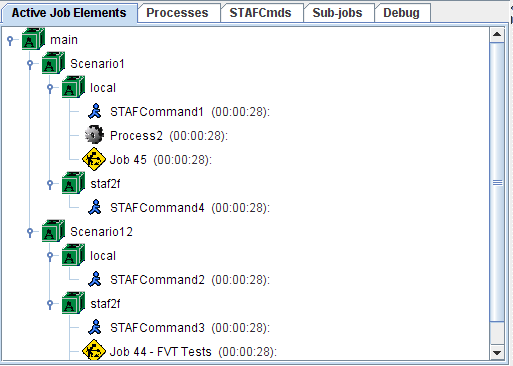 Active Job Elements Processes STAFCmds Sub-jobs Debug
main
Scenario1
local
STAFCommand1 (00:00:28):
Process2 (00:00:28):
Job 45 (00:00:28):
staf2f
STAFCommand4 (00:00:28):
Scenario12
local
STAFCommand2 (00:00:28):
staf2f
STAFCommand3 (00:00:28):
Job 44 - FVT Tests (00:00:28):